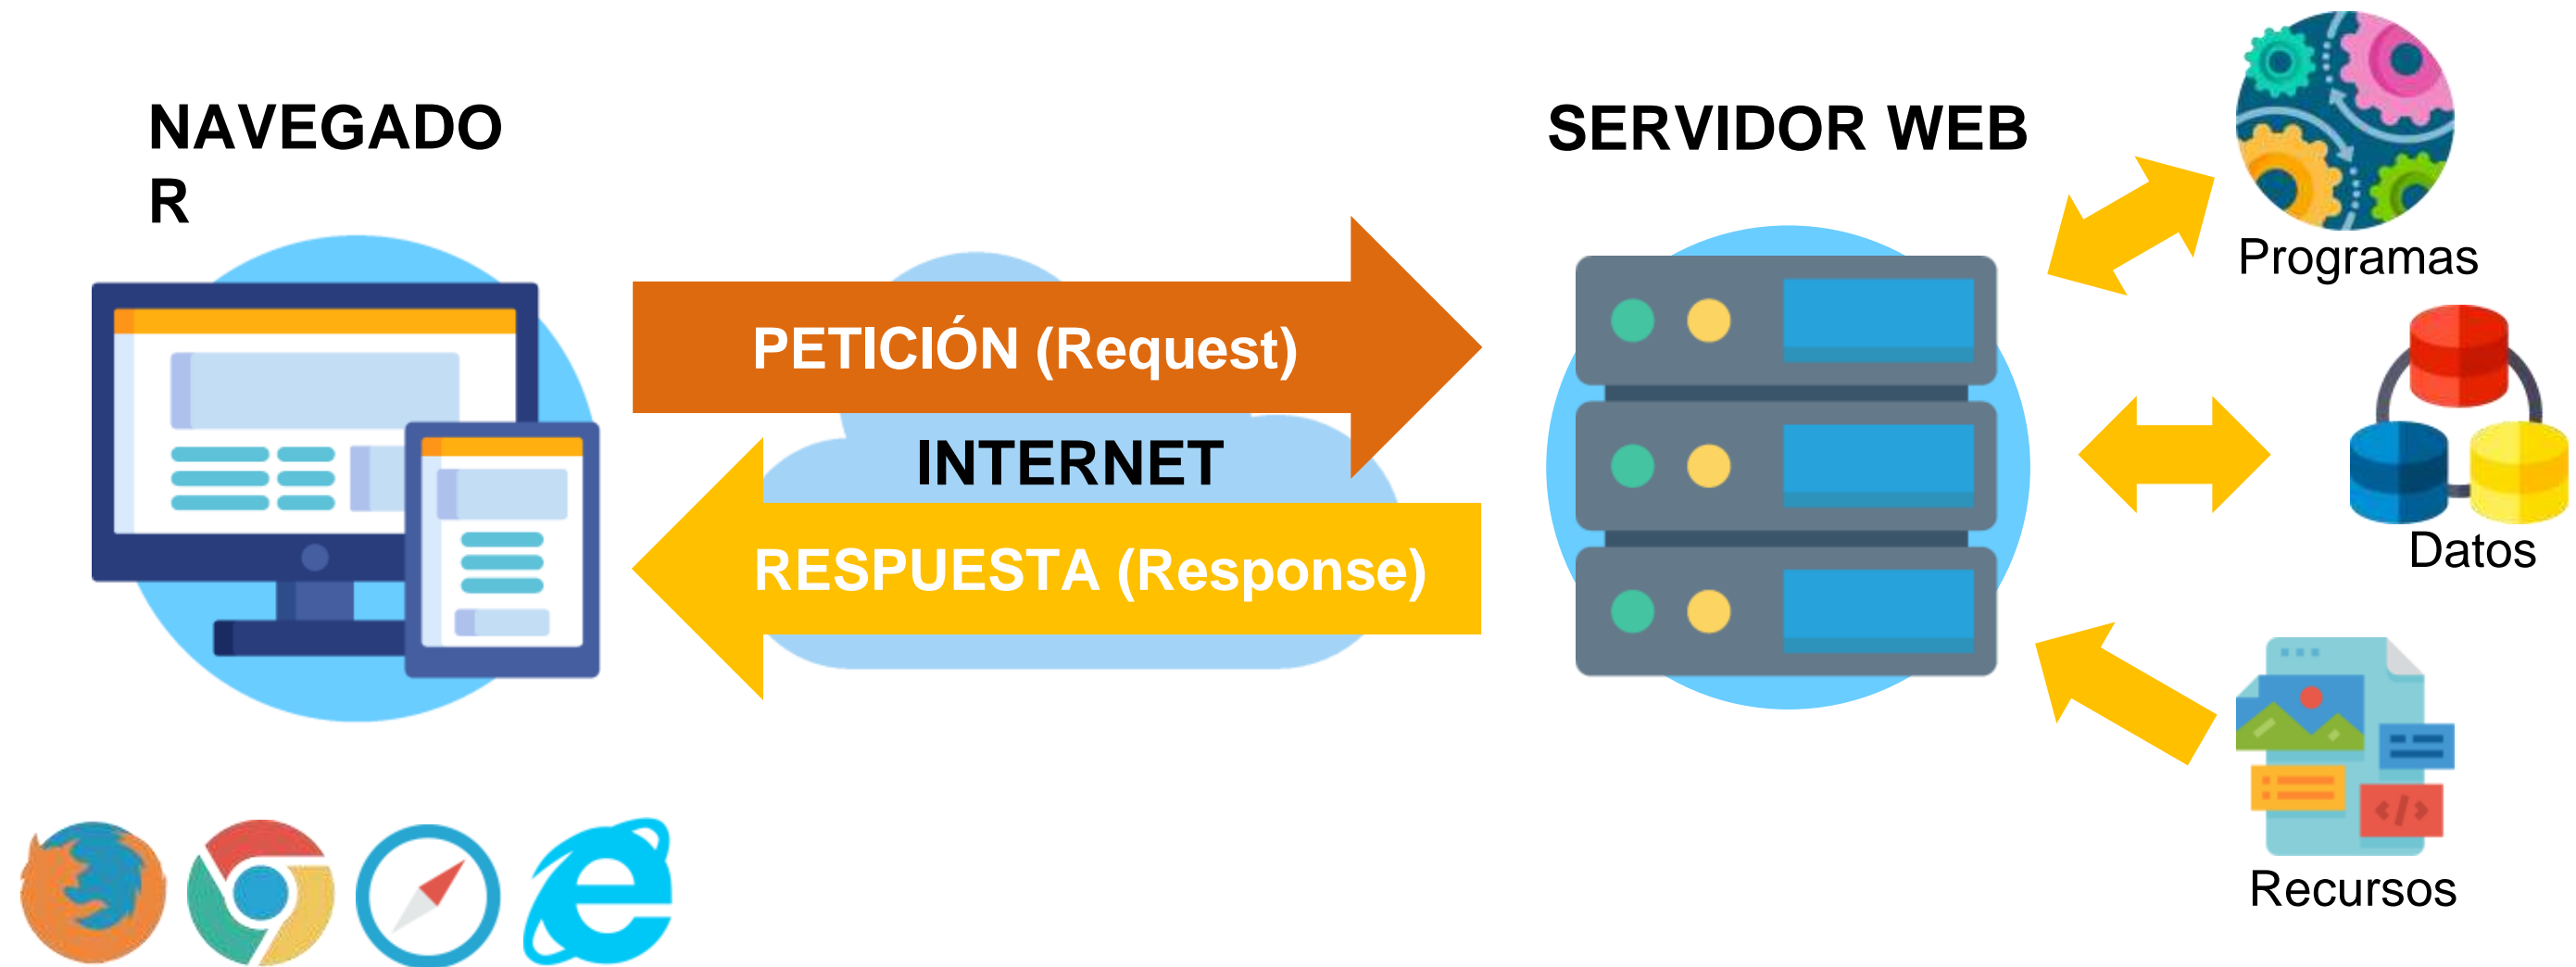 NAVEGADO
R
SERVIDOR WEB
Programas
PETICIÓN (Request)
INTERNET
RESPUESTA (Response)
Datos
Recursos